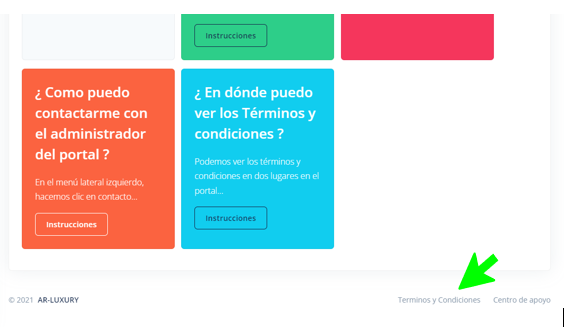 Instrucciones
¿ Como puedo
contactarme con
el administrador
del portal ?
En el menú lateral izquierdo,
hacemos clic en contacto...
Instrucciones
¿ En dónde puedo
ver los Términos y
condiciones ?
Podemos ver los términos y
condiciones en dos lugares en el
portal...
Instrucciones
© 2021 AR-LUXURY
Terminos y Condiciones
Centro de apoyo